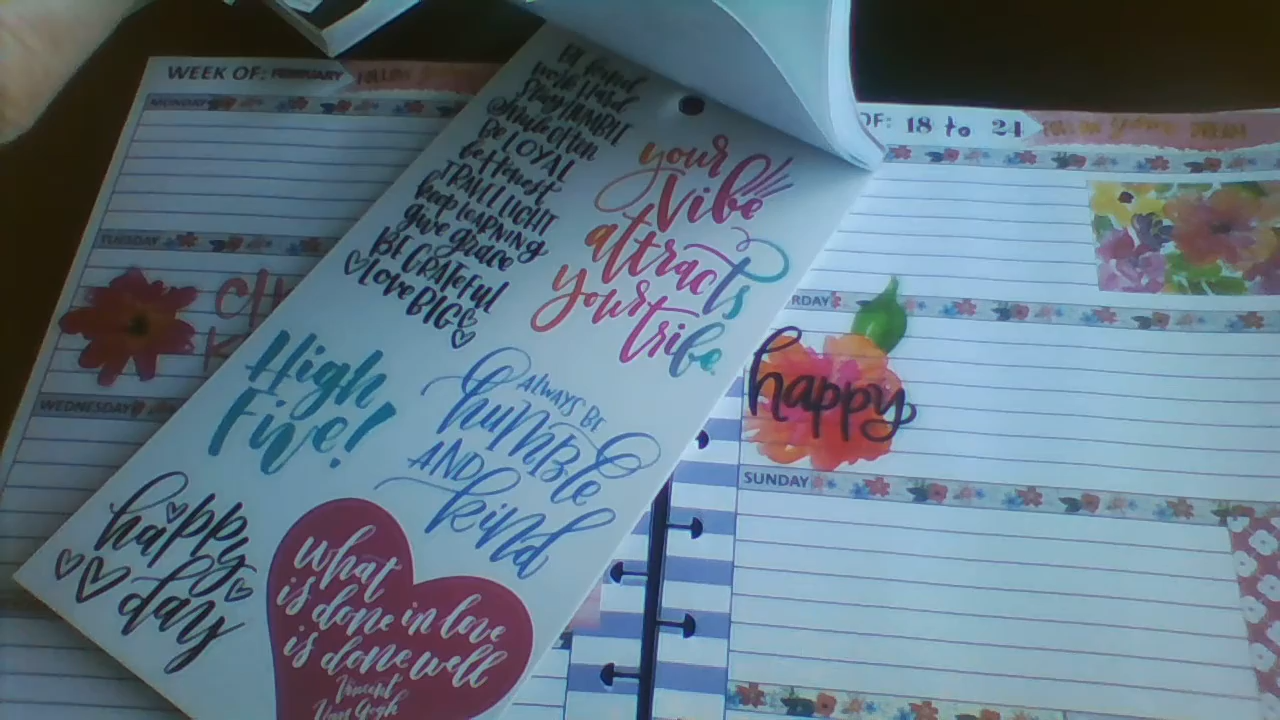 WEEK OF: FEBRUARY
MONDAY
TUESDAY
WEDNESDAY
be kind
work Hard
Stay HUMBLE
Smile often
Be LOYAL
be Honest
TRAVEL LIGHT
keep leARNING
give grace
BE GRATEFUL
Love BIG
your
Vibe
attracts
your
tribe
High
Five!
ALWAYS BE
humble
AND
kind
happy
day
What
is done in love
is done well
Vincent
Van Gogh
OF: 18 to 24
RDAY
happy
SUNDAY